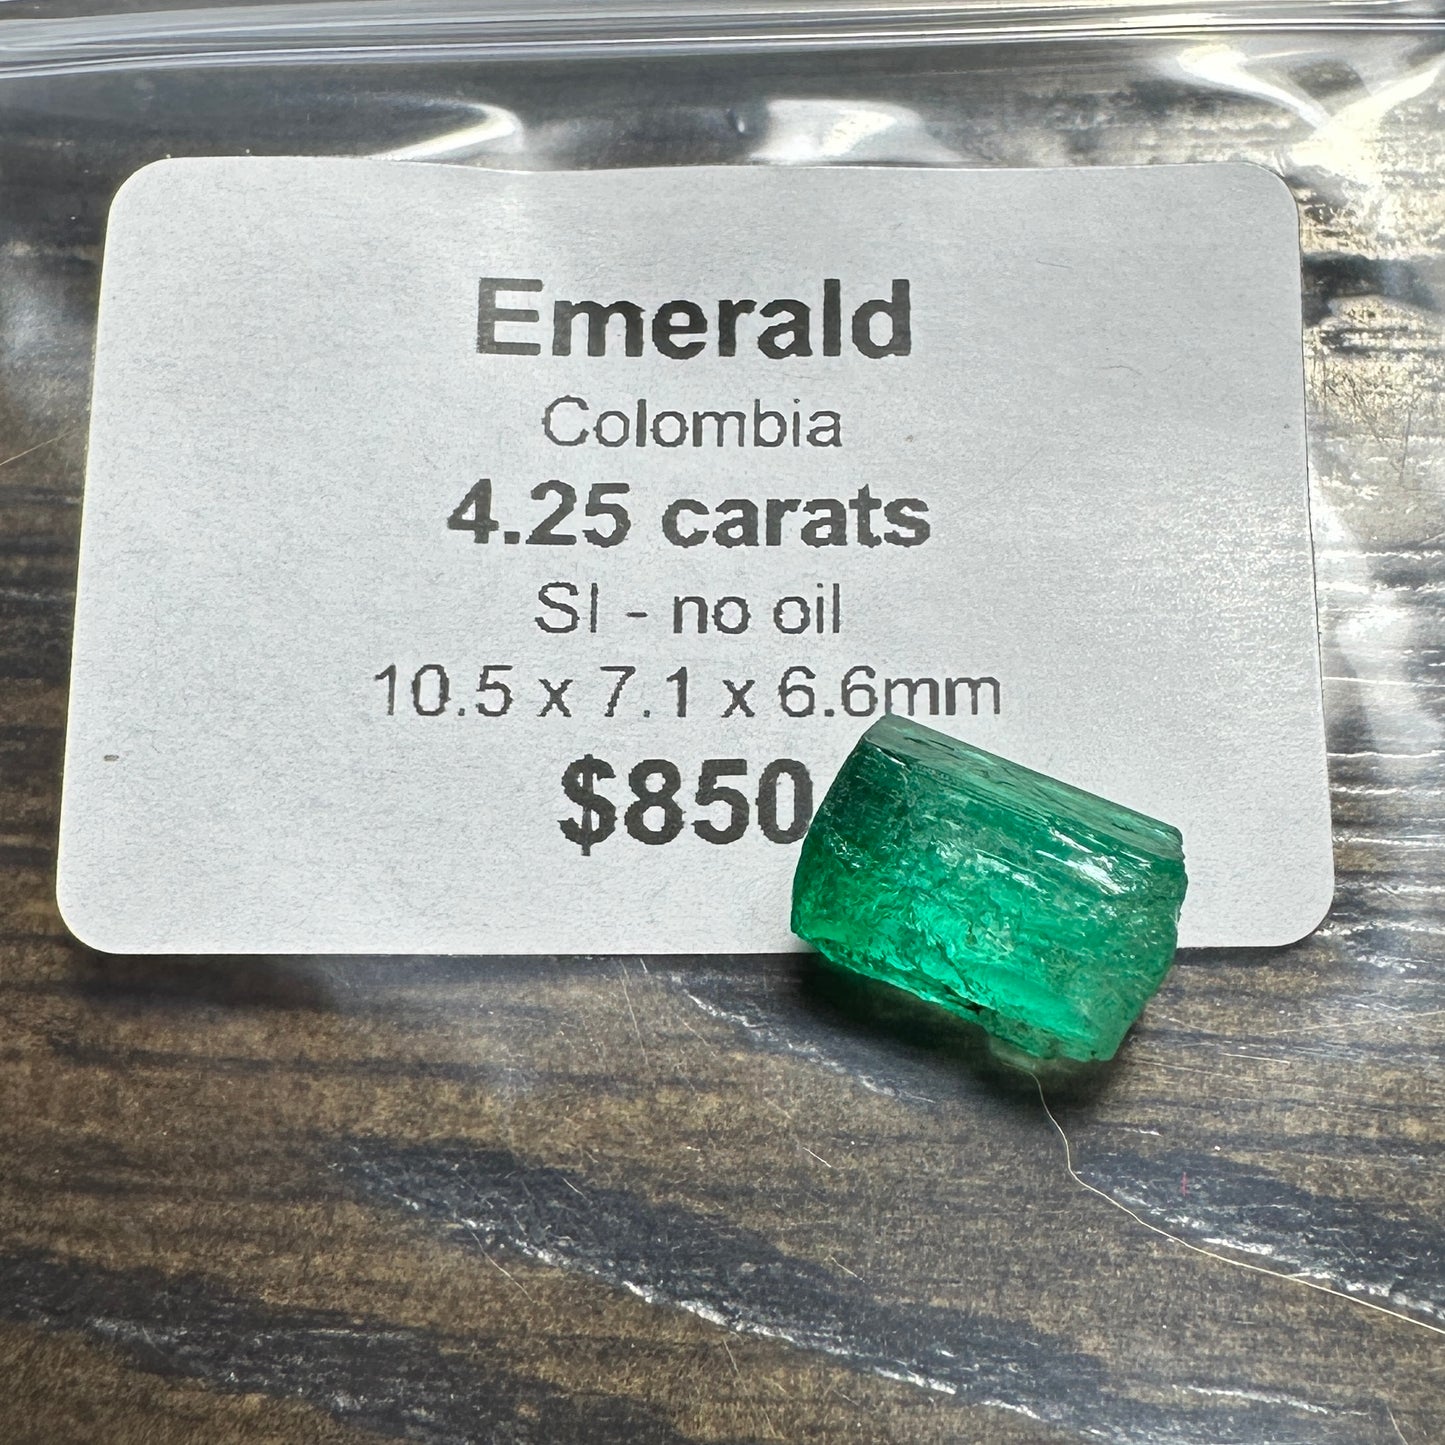 Emerald
Colombia
4.25 carats
SI - no oil
10.5 x 7.1 x 6.6mm
$850